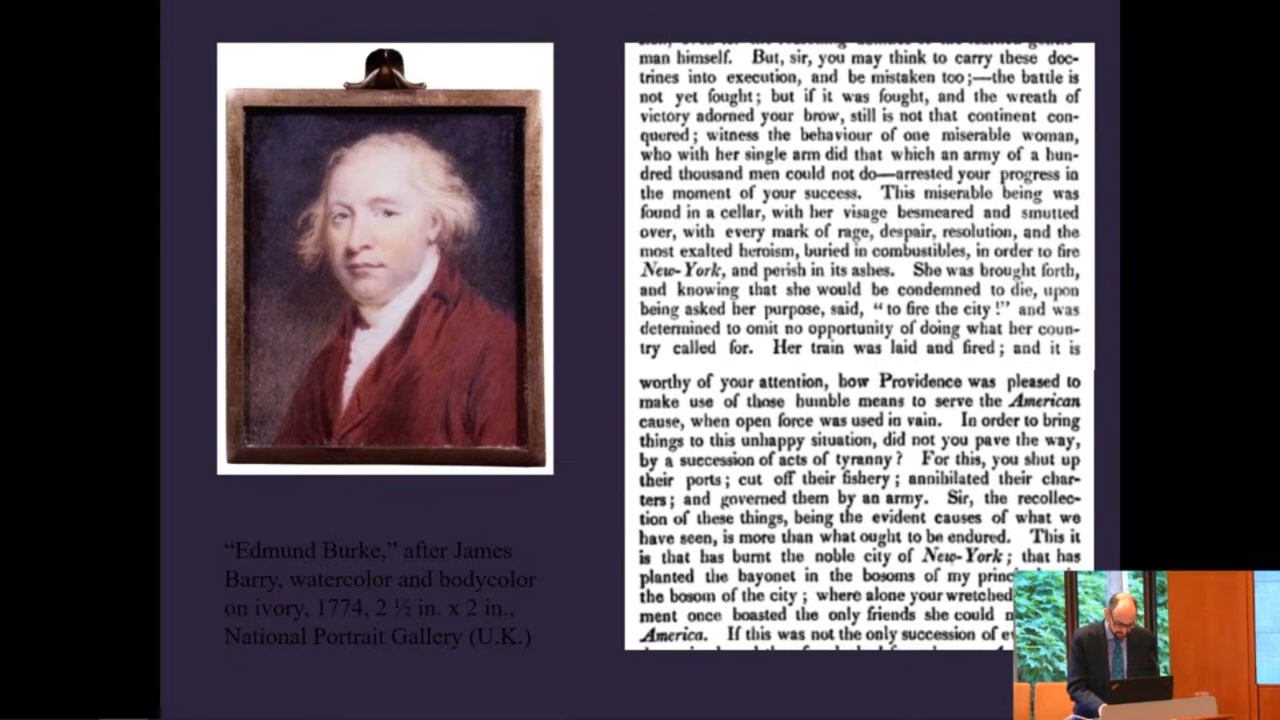 “Edmund Burke,” after James
Barry, watercolor and bodycolor
on ivory, 1774, 2 ½ in. x 2 in.,
National Portrait Gallery (U.K.)
man himself. But, sir, you may think to carry these doc-
trines into execution, and be mistaken too;—the battle is
not yet fought; but if it was fought, and the wreath of
victory adorned your brow, still is not that continent con-
quered; witness the behaviour of one miserable woman,
who with her single arm did that which an army of a hun-
dred thousand men could not do—arrested your progress in
the moment of your success. This miserable being was
found in a cellar, with her visage besmeared and smutted
over, with every mark of rage, despair, resolution, and the
most exalted heroism, buried in combustibles, in order to fire
New-York, and perish in its ashes. She was brought forth,
and knowing that she would be condemned to die, upon
being asked her purpose, said, “to fire the city!” and was
determined to omit no opportunity of doing what her coun-
try called for. Her train was laid and fired; and it is
worthy of your attention, how Providence was pleased to
make use of those humble means to serve the American
cause, when open force was used in vain. In order to bring
things to this unhappy situation, did not you pave the way,
by a succession of acts of tyranny? For this, you shut up
their ports; cut off their fishery; annihilated their char-
ters; and governed them by an army. Sir, the recollec-
tion of these things, being the evident causes of what we
have seen, is more than what ought to be endured. This it
is that has burnt the noble city of New-York; that has
planted the bayonet in the bosoms of my princ
the bosom of the city; where alone your wretched
ment once boasted the only friends she could
America. If this was not the only succession of